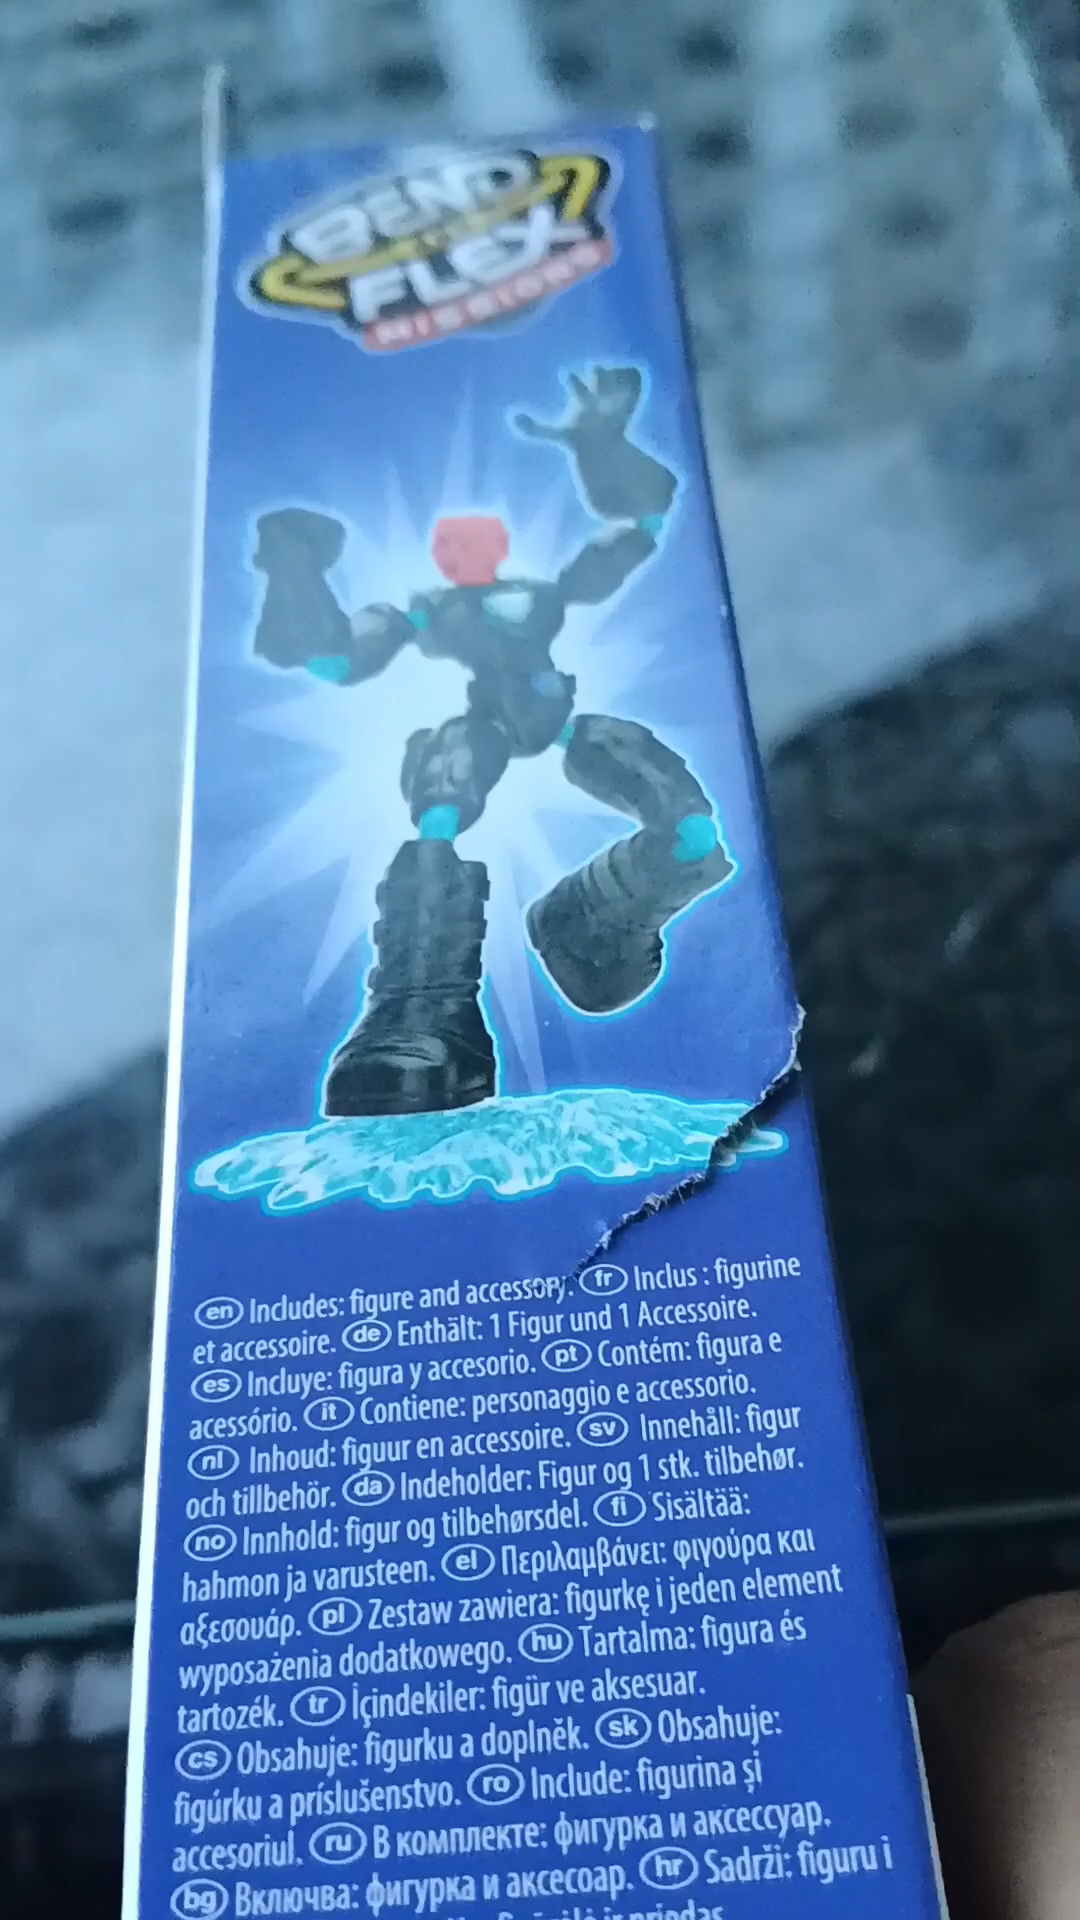 BEND
FLEX
MISSIONS
en Includes: figure and accessory. fr Inclus : figurine
et accessoire. de Enthält: 1 Figur und 1 Accessoire.
es Incluye: figura y accesorio. pt Contém: figura e
acessório. it Contiene: personaggio e accessorio.
nl Inhoud: figuur en accessoire. sv Innehåll: figur
och tillbehör. da Indeholder: Figur og 1 stk. tilbehør.
no Innhold: figur og tilbehørsdel. fi Sisältää:
hahmon ja varusteen. el Περιλαμβάνει: φιγούρα και
αξεσουάρ. pl Zestaw zawiera: figurkę i jeden element
wyposażenia dodatkowego. hu Tartalma: figura és
tartozék. tr İçindekiler: figür ve aksesuar.
cs Obsahuje: figurku a doplněk. sk Obsahuje:
figúrku a príslušenstvo. ro Include: figurina și
accesoriul. ru В комплекте: фигурка и аксессуар.
bg Включва: фигурка и аксесоар. hr Sadrži: figuru i
ir priedas